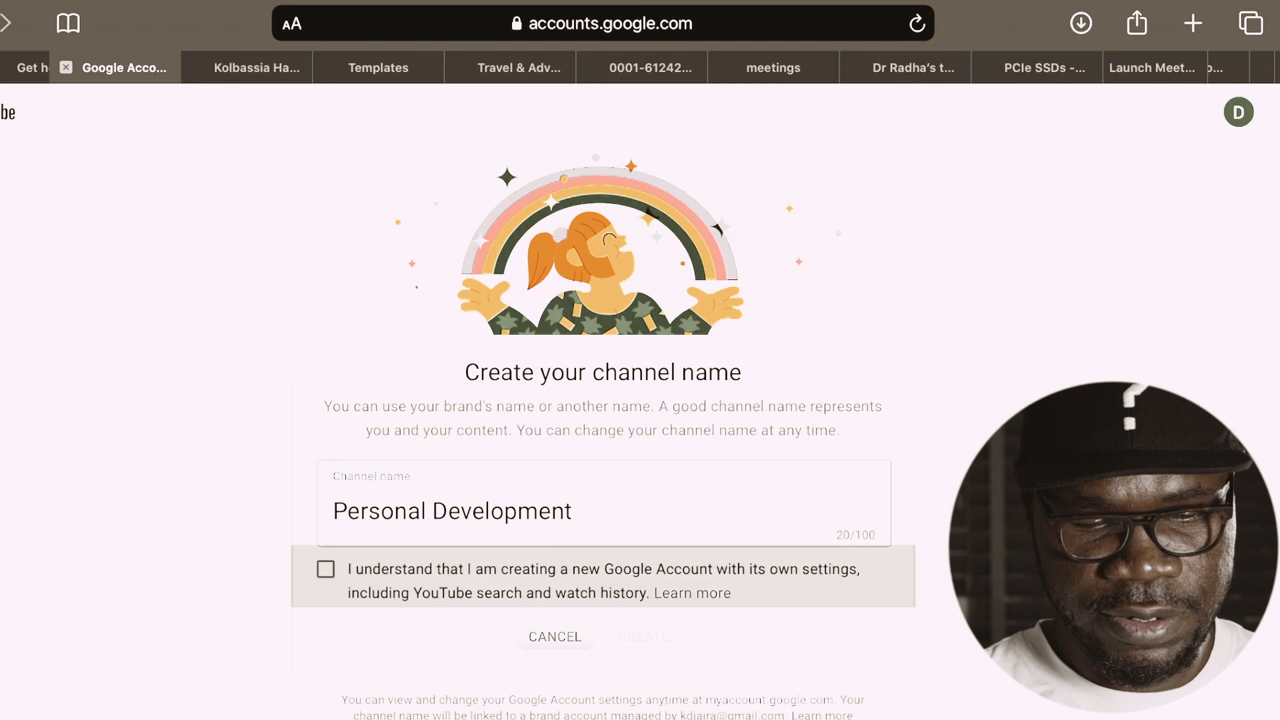 AA accounts.google.com
Get h Google Acco... Kolbassia Ha... Templates Travel & Adv... 0001-61242... meetings Dr Radha's t... PCIe SSDs -... Launch Meet... o...
be D
Create your channel name
You can use your brand's name or another name. A good channel name represents
you and your content. You can change your channel name at any time.
Channel name
Personal Development
20/100
I understand that I am creating a new Google Account with its own settings,
including YouTube search and watch history. Learn more
CANCEL CREATE
You can view and change your Google Account settings anytime at myaccount.google.com. Your
channel name will be linked to a brand account managed by kdjaira@gmail.com. Learn more
?